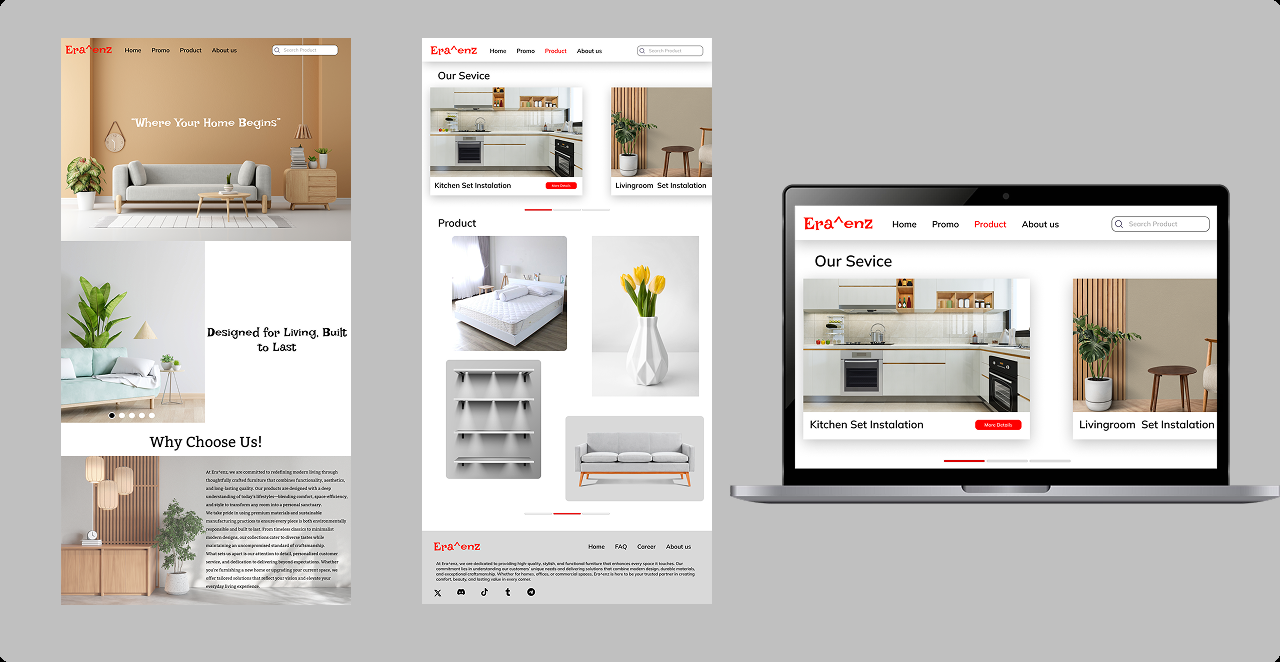 Era^enz Home Promo Product About us Search Product
"Where Your Home Begins"
Designed for Living, Built
to Last
Why Choose Us!
At Era^enz, we are committed to redefining modern living through
thoughtfully crafted furniture that combines functionality, aesthetics,
and long-lasting quality. Our products are designed with a deep
understanding of today's lifestyles—blending comfort, space-efficiency,
and style to transform any room into a personal sanctuary.
We take pride in using premium materials and sustainable
manufacturing practices to ensure every piece is both environmentally
responsible and built to last. From timeless classics to minimalist
modern designs, our collections cater to diverse tastes while
maintaining an uncompromised standard of craftsmanship.
What sets us apart is our attention to detail, personalized customer
service, and dedication to delivering beyond expectations. Whether
you're furnishing a new home or upgrading your current space, we
offer tailored solutions that reflect your vision and elevate your
everyday living experience.
Era^enz Home Promo Product About us Search Product
Our Sevice
Kitchen Set Instalation More Details Livingroom Set Instalation
Product
Era^enz Home FAQ Career About us
At Era^enz, we are dedicated to providing high-quality, stylish, and functional furniture that enhances every space it touches. Our
commitment lies in understanding our customers' unique needs and delivering solutions that combine modern design, durable materials,
and exceptional craftsmanship. Whether for homes, offices, or commercial spaces, Era^enz is here to be your trusted partner in creating
comfort, beauty, and lasting value in every corner.
Era^enz Home Promo Product About us Search Product
Our Sevice
Kitchen Set Instalation More Details Livingroom Set Instalation